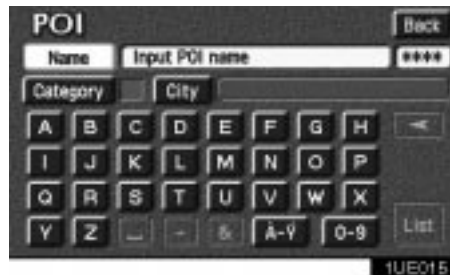 POI Back
Name Input POI name ****
Category City
A B C D E F G H
I J K L M N O P
Q R S T U V W X
Y Z - & À-Ý 0-9 List
1UE015